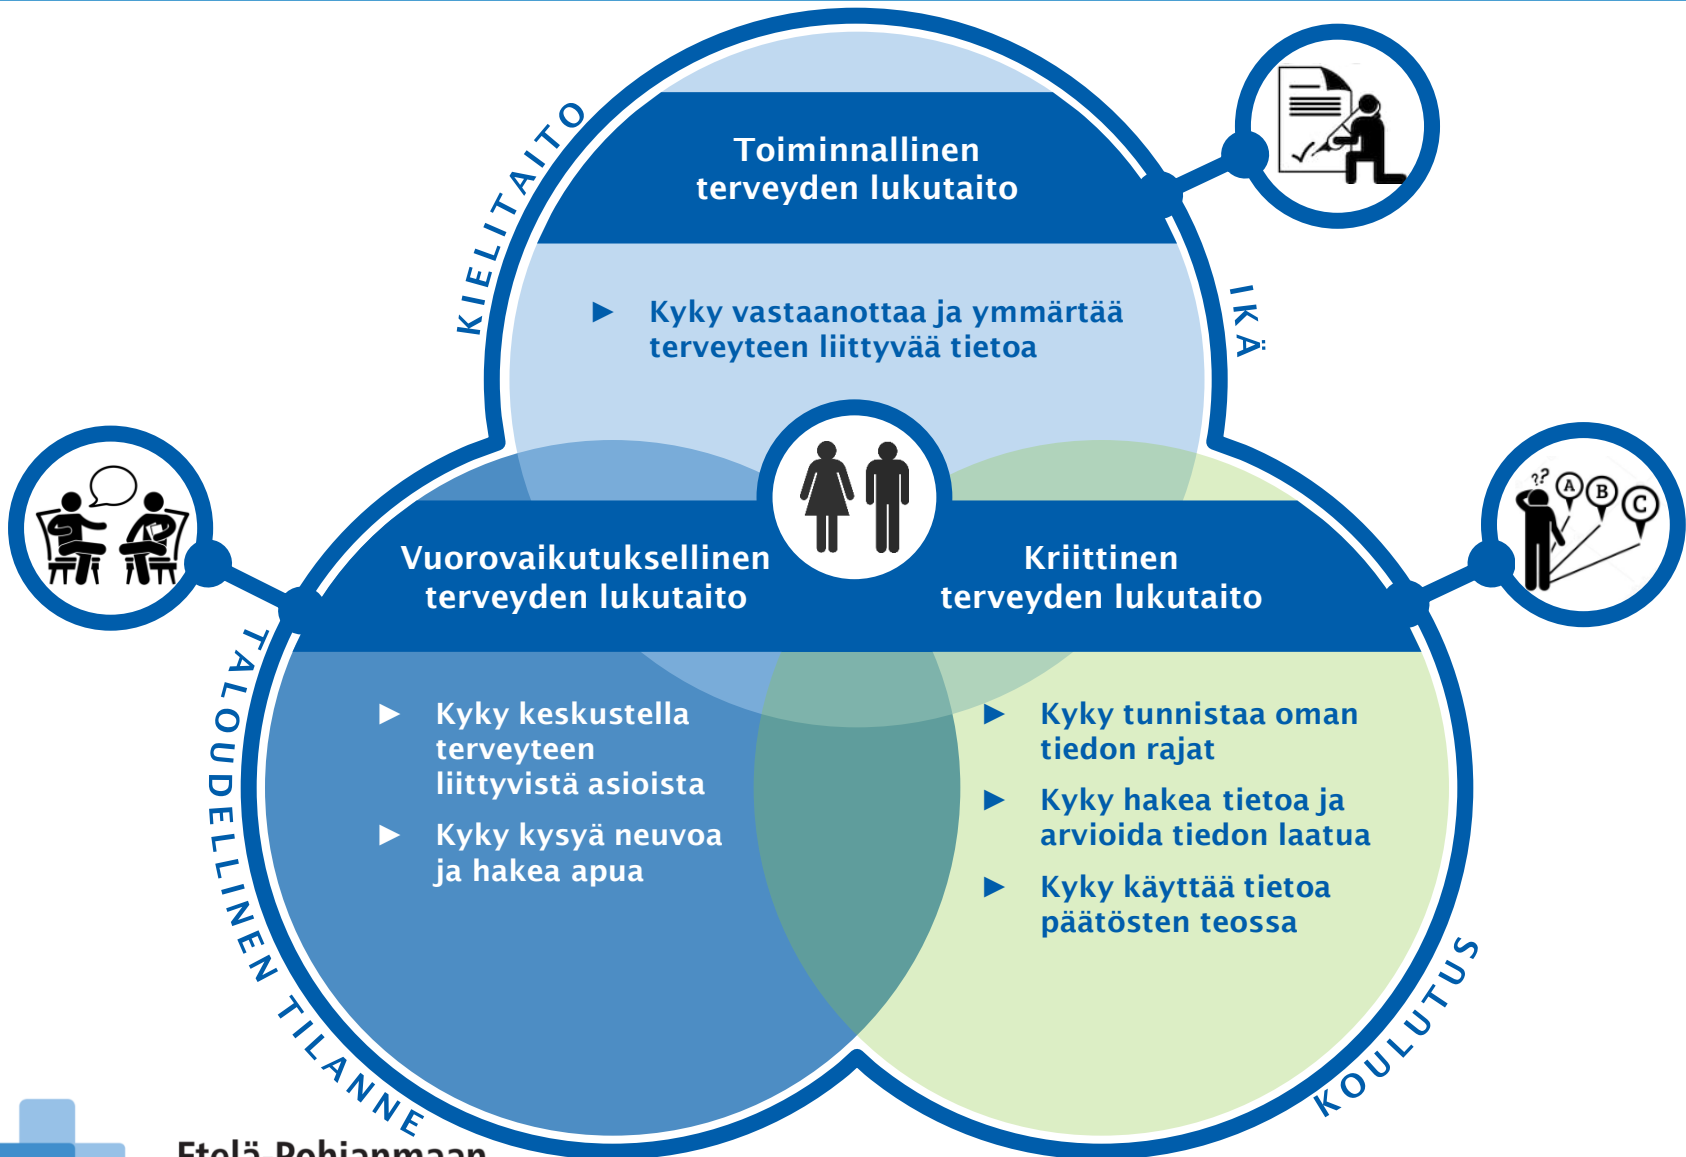 KIELITAITO
Toiminnallinen
terveyden lukutaito
IKÄ
► Kyky vastaanottaa ja ymmärtää
terveyteen liittyvää tietoa
Vuorovaikutuksellinen
terveyden lukutaito
Kriittinen
terveyden lukutaito
??
A
B
C
TALOUDELLINEN TILANNE
► Kyky keskustella
terveyteen
liittyvistä asioista
► Kyky kysyä neuvoa
ja hakea apua
► Kyky tunnistaa oman
tiedon rajat
► Kyky hakea tietoa ja
arvioida tiedon laatua
► Kyky käyttää tietoa
päätösten teossa
KOULUTUS
Etelä-Pohjanmaan